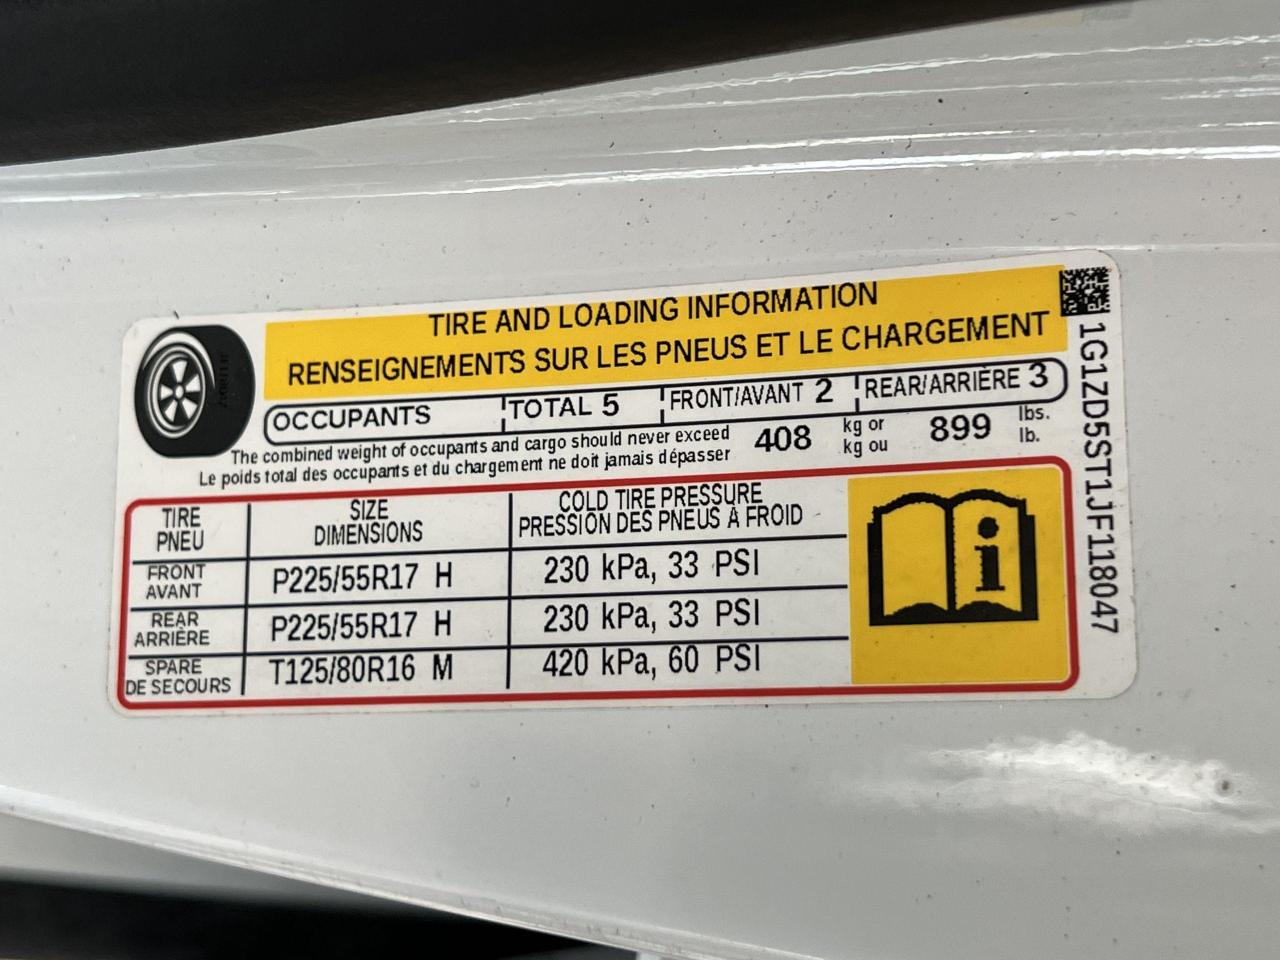 TIRE AND LOADING INFORMATION
RENSEIGNEMENTS SUR LES PNEUS ET LE CHARGEMENT
OCCUPANTS TOTAL 5 FRONT/AVANT 2 REAR/ARRIÈRE 3
The combined weight of occupants and cargo should never exceed 408 kg or 899 lbs.
Le poids total des occupants et du chargement ne doit jamais dépasser kg ou lb.
TIRE SIZE COLD TIRE PRESSURE
PNEU DIMENSIONS PRESSION DES PNEUS À FROID
FRONT
AVANT P225/55R17 H 230 kPa, 33 PSI
REAR
ARRIÈRE P225/55R17 H 230 kPa, 33 PSI
SPARE
DE SECOURS T125/80R16 M 420 kPa, 60 PSI
i
1G1ZD5ST1JF118047